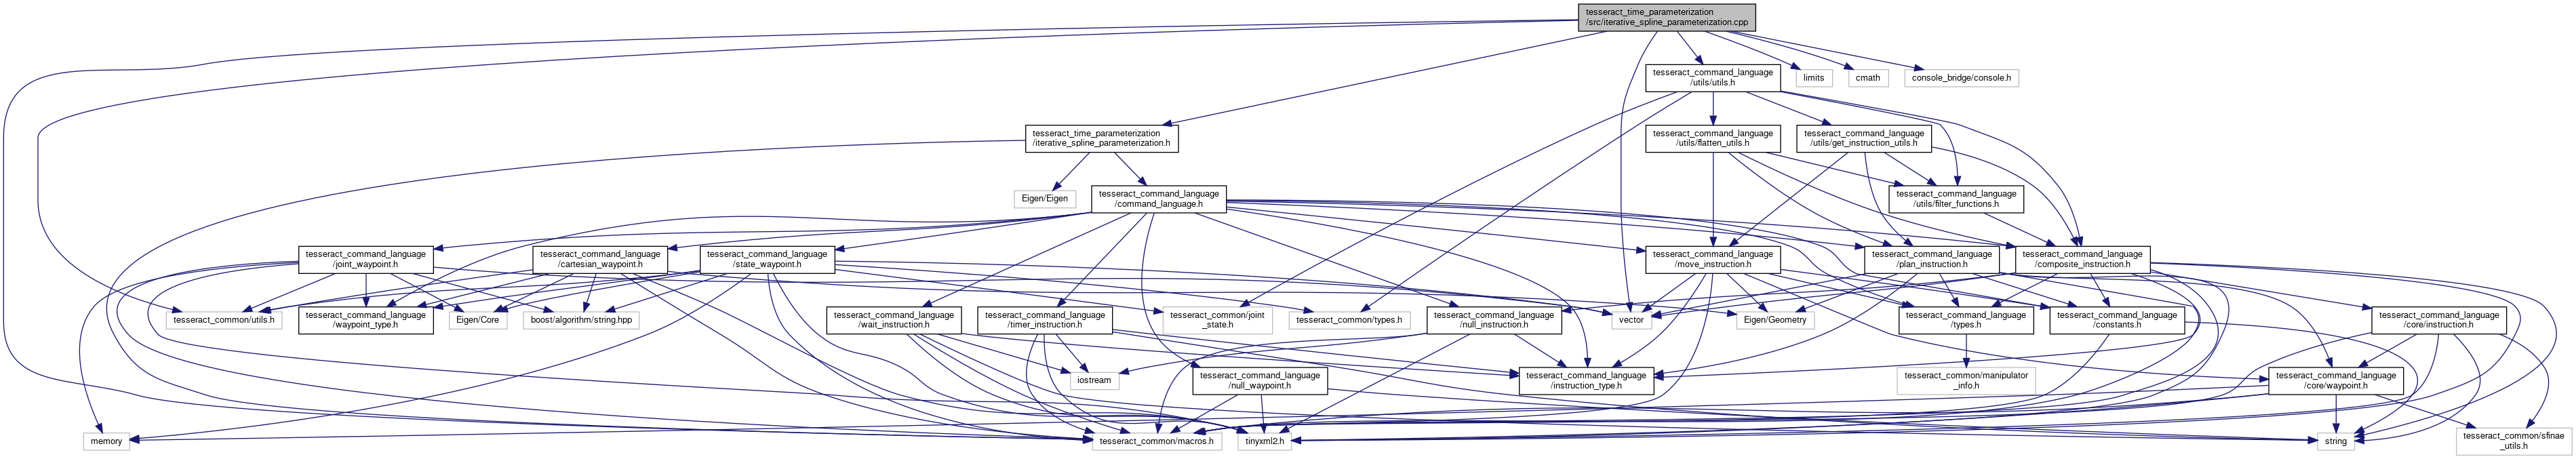 tesseract_time_parameterization
/src/iterative_spline_parameterization.cpp
tesseract_command_language
/utils/utils.h
limits
cmath
console_bridge/console.h
tesseract_time_parameterization
/iterative_spline_parameterization.h
tesseract_command_language
/utils/flatten_utils.h
tesseract_command_language
/utils/get_instruction_utils.h
Eigen/Eigen
tesseract_command_language
/command_language.h
tesseract_command_language
/utils/filter_functions.h
tesseract_command_language
/joint_waypoint.h
tesseract_command_language
/cartesian_waypoint.h
tesseract_command_language
/state_waypoint.h
tesseract_command_language
/move_instruction.h
tesseract_command_language
/plan_instruction.h
tesseract_command_language
/composite_instruction.h
tesseract_common/utils.h
tesseract_command_language
/waypoint_type.h
Eigen/Core
boost/algorithm/string.hpp
tesseract_command_language
/wait_instruction.h
tesseract_command_language
/timer_instruction.h
tesseract_common/joint
_state.h
tesseract_common/types.h
tesseract_command_language
/null_instruction.h
vector
Eigen/Geometry
tesseract_command_language
/types.h
tesseract_command_language
/constants.h
tesseract_command_language
/core/instruction.h
iostream
tesseract_command_language
/null_waypoint.h
tesseract_command_language
/instruction_type.h
tesseract_common/manipulator
_info.h
tesseract_command_language
/core/waypoint.h
memory
tesseract_common/macros.h
tinyxml2.h
string
tesseract_common/sfinae
_utils.h